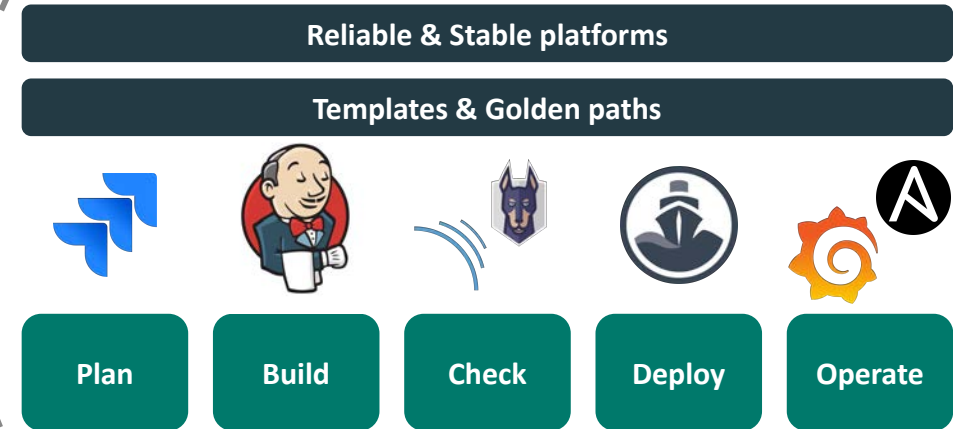 Reliable & Stable platforms
Templates & Golden paths
Plan
Build
Check
Deploy
Operate